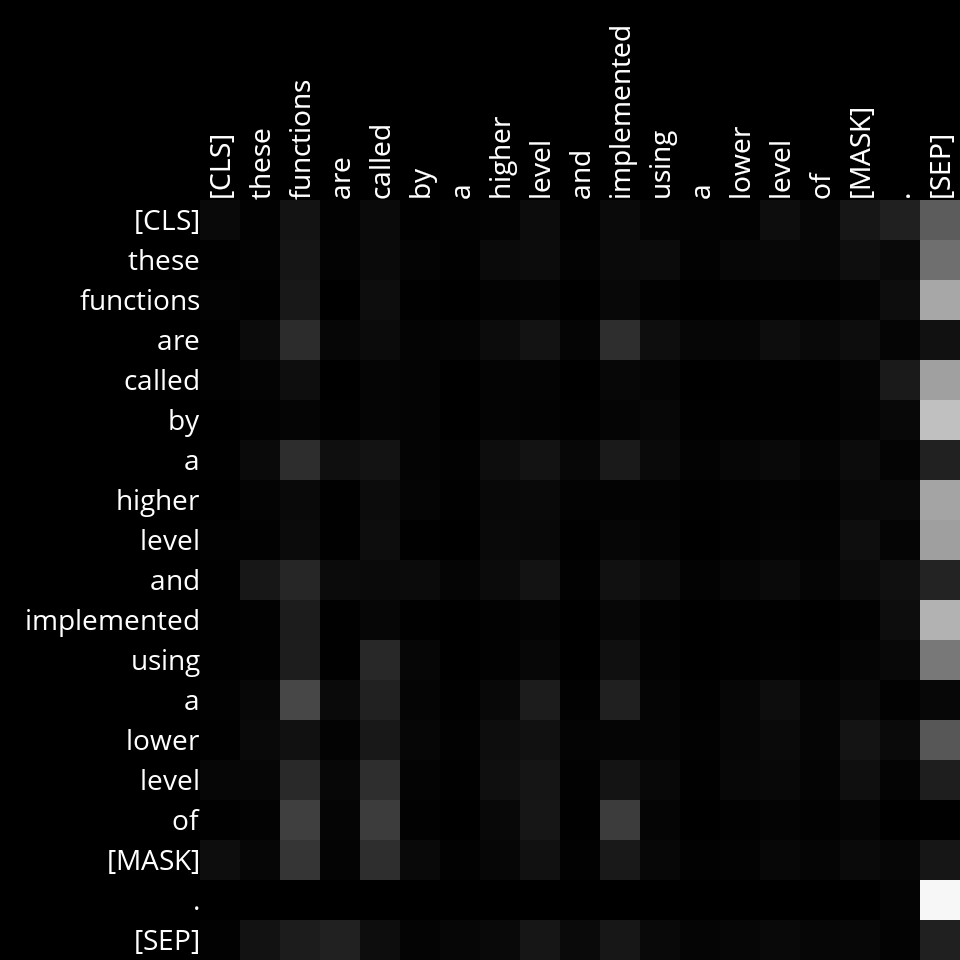 [CLS] these functions are called by a higher level and implemented using a lower level of [MASK] . [SEP]
[CLS]
these
functions
are
called
by
a
higher
level
and
implemented
using
a
lower
level
of
[MASK]
.
[SEP]